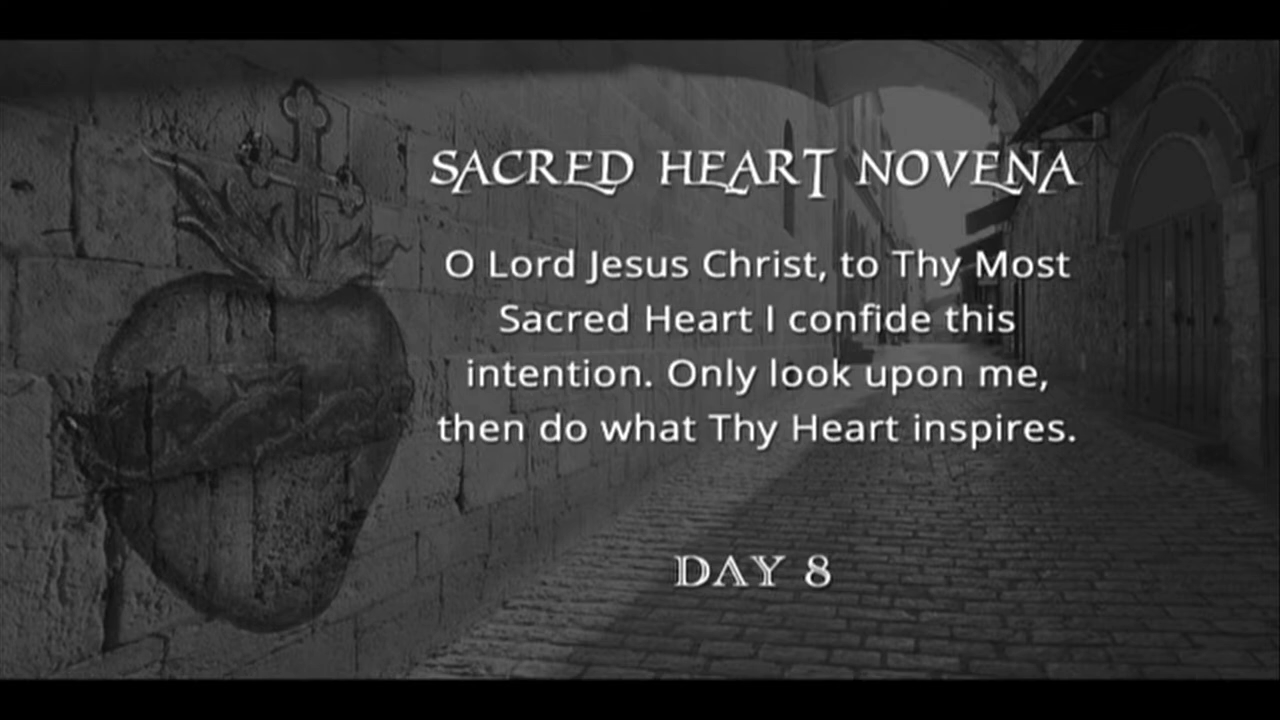 SACRED HEART NOVENA
O Lord Jesus Christ, to Thy Most
Sacred Heart I confide this
intention. Only look upon me,
then do what Thy Heart inspires.
DAY 8